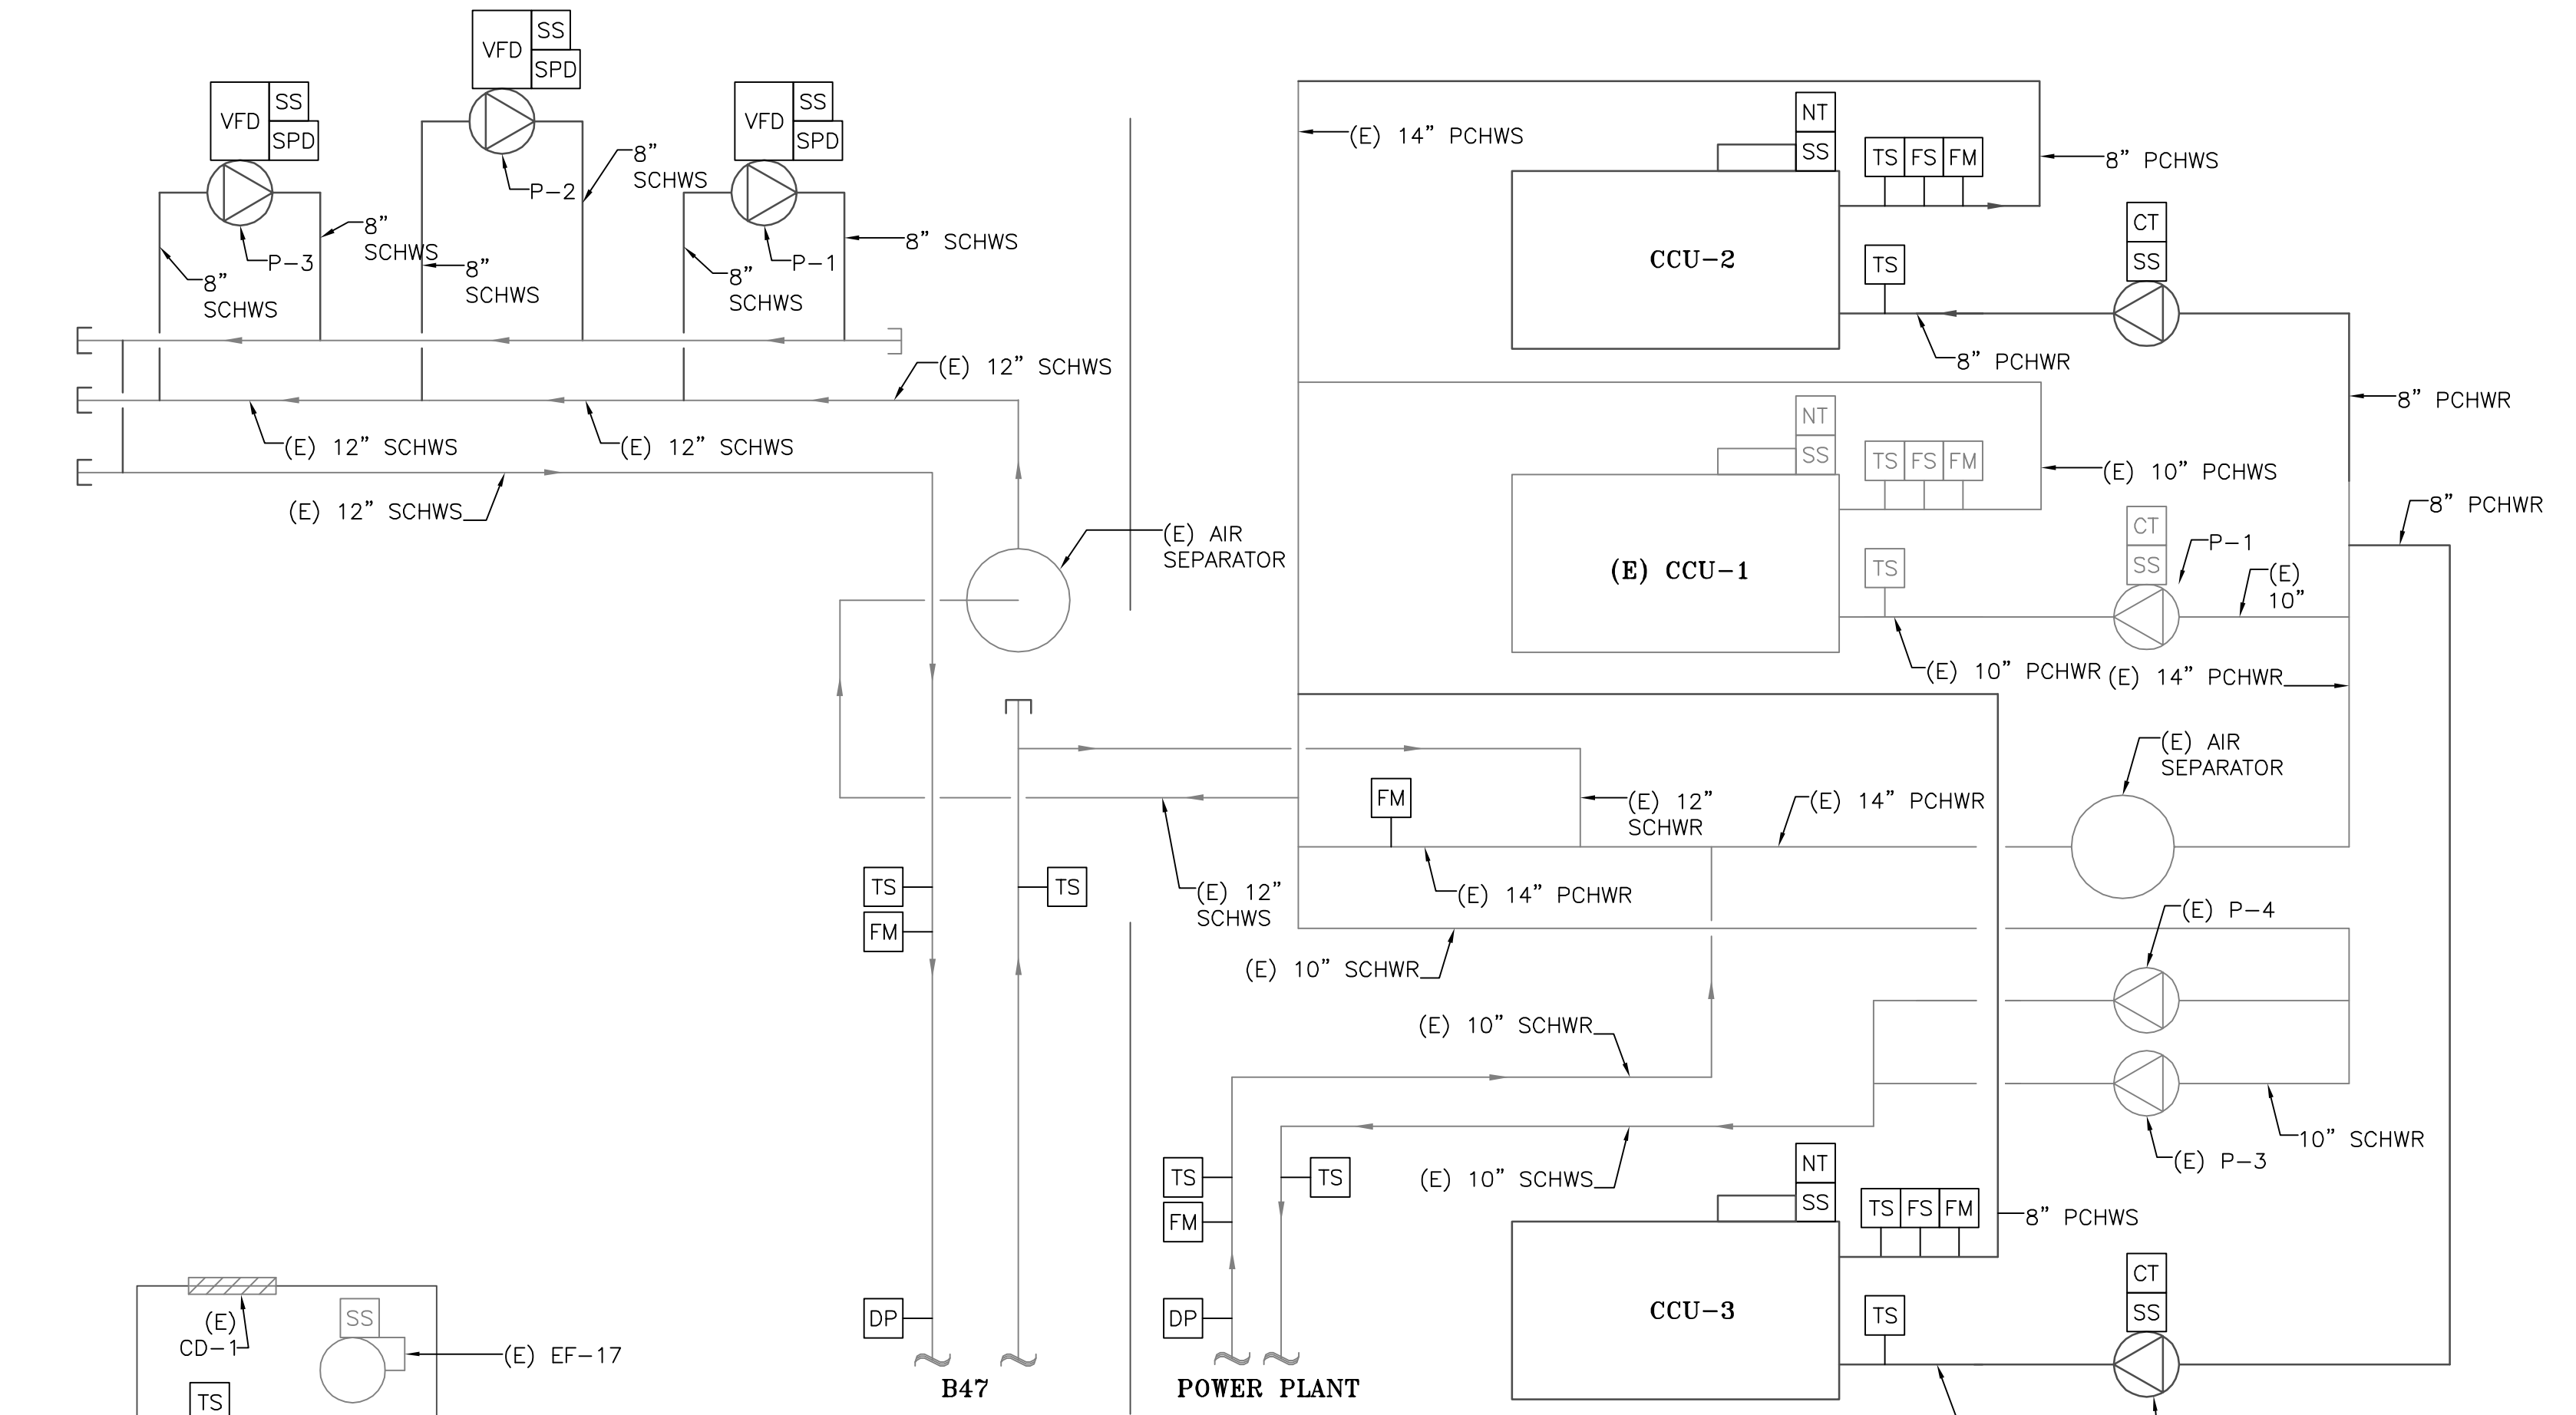 VFD
SS
SPD
VFD
SS
SPD
VFD
SS
SPD
P-3
P-2
P-1
8”
SCHWS
8”
SCHWS
8”
SCHWS
8”
SCHWS
8”
SCHWS
8” SCHWS
(E) 12” SCHWS
(E) 12” SCHWS
(E) 12” SCHWS
(E) 12” SCHWS
(E) AIR
SEPARATOR
(E) 14” PCHWS
NT
SS
TS FS FM
8” PCHWS
CCU-2
TS
CT
SS
8” PCHWR
8” PCHWR
NT
SS
TS FS FM
(E) 10” PCHWS
8” PCHWR
(E) CCU-1
TS
CT
SS
P-1
(E)
10”
(E) 10” PCHWR
(E) 14” PCHWR
(E) AIR
SEPARATOR
FM
(E) 12”
SCHWR
(E) 14” PCHWR
(E) 14” PCHWR
(E) 12”
SCHWS
TS
FM
TS
(E) P-4
(E) 10” SCHWR
(E) 10” SCHWR
10” SCHWR
(E) P-3
(E) 10” SCHWS
TS
FM
TS
NT
SS
TS FS FM
8” PCHWS
CCU-3
TS
CT
SS
DP
DP
B47
POWER PLANT
(E)
CD-1
SS
(E) EF-17
TS